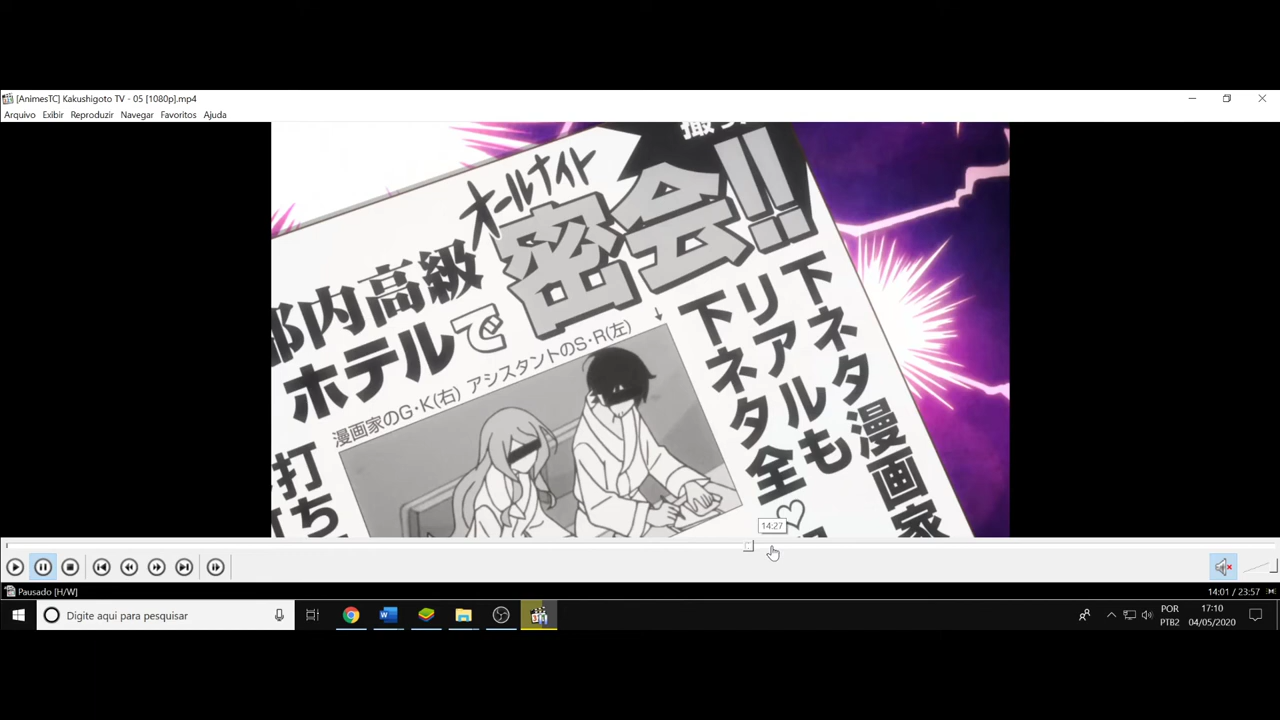 [AnimesTC] Kakushigoto TV - 05 [1080p].mp4
Arquivo Exibir Reproduzir Navegar Favoritos Ajuda
オールナイト
密会!!
都内高級
ホテルで
漫画家のG・K(右) アシスタントのS・R(左)
下ネタ漫画家
リアルも
下ネタ全♡
打ち
14:27
Pausado [H/W]
14:01 / 23:57
Digite aqui para pesquisar
POR
PTB2
17:10
04/05/2020